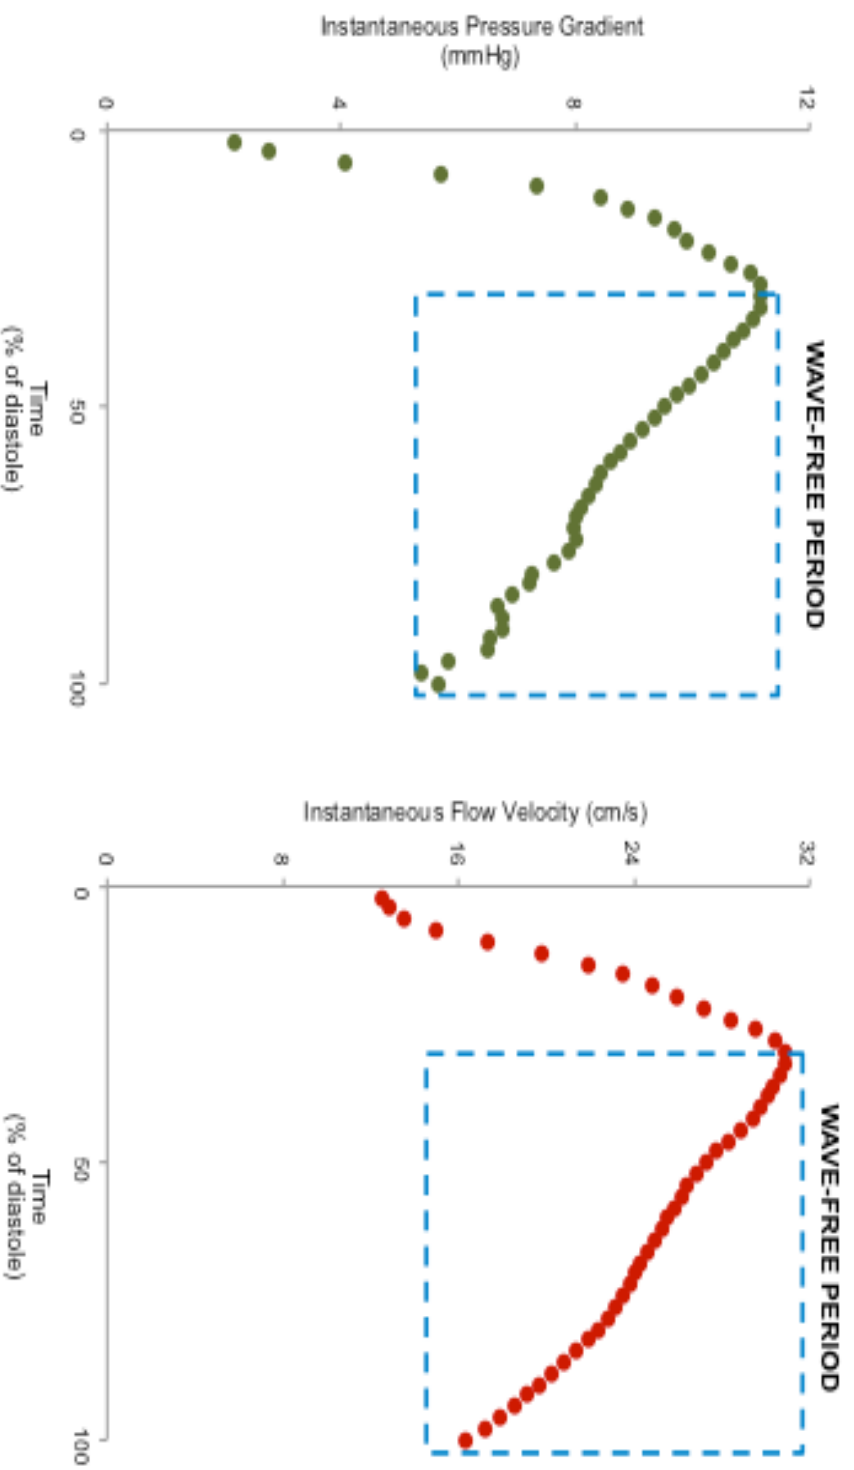 Instantaneous Pressure Gradient
(mmHg)
12
8
4
0
0
50
100
Time
(% of diastole)
WAVE-FREE PERIOD
Instantaneous Flow Velocity (cm/s)
32
24
16
8
0
0
50
100
Time
(% of diastole)
WAVE-FREE PERIOD